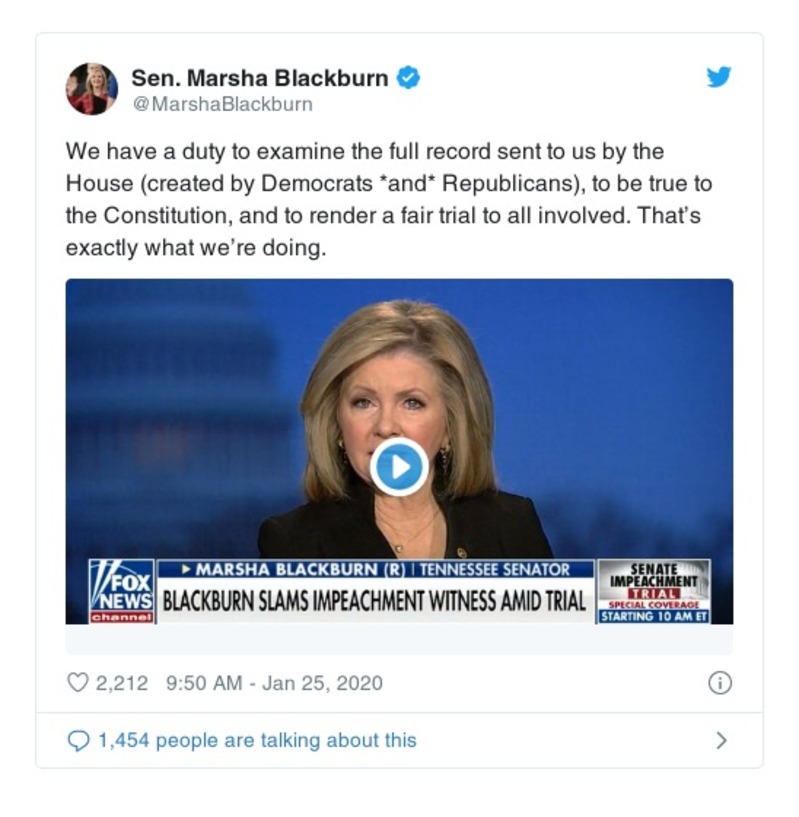 Sen. Marsha Blackburn
@MarshaBlackburn
We have a duty to examine the full record sent to us by the
House (created by Democrats *and* Republicans), to be true to
the Constitution, and to render a fair trial to all involved. That's
exactly what we're doing.
FOX
NEWS
channel
MARSHA BLACKBURN (R) | TENNESSEE SENATOR
BLACKBURN SLAMS IMPEACHMENT WITNESS AMID TRIAL
SENATE
IMPEACHMENT
TRIAL
SPECIAL COVERAGE
STARTING 10 AM ET
2,212 9:50 AM - Jan 25, 2020
1,454 people are talking about this